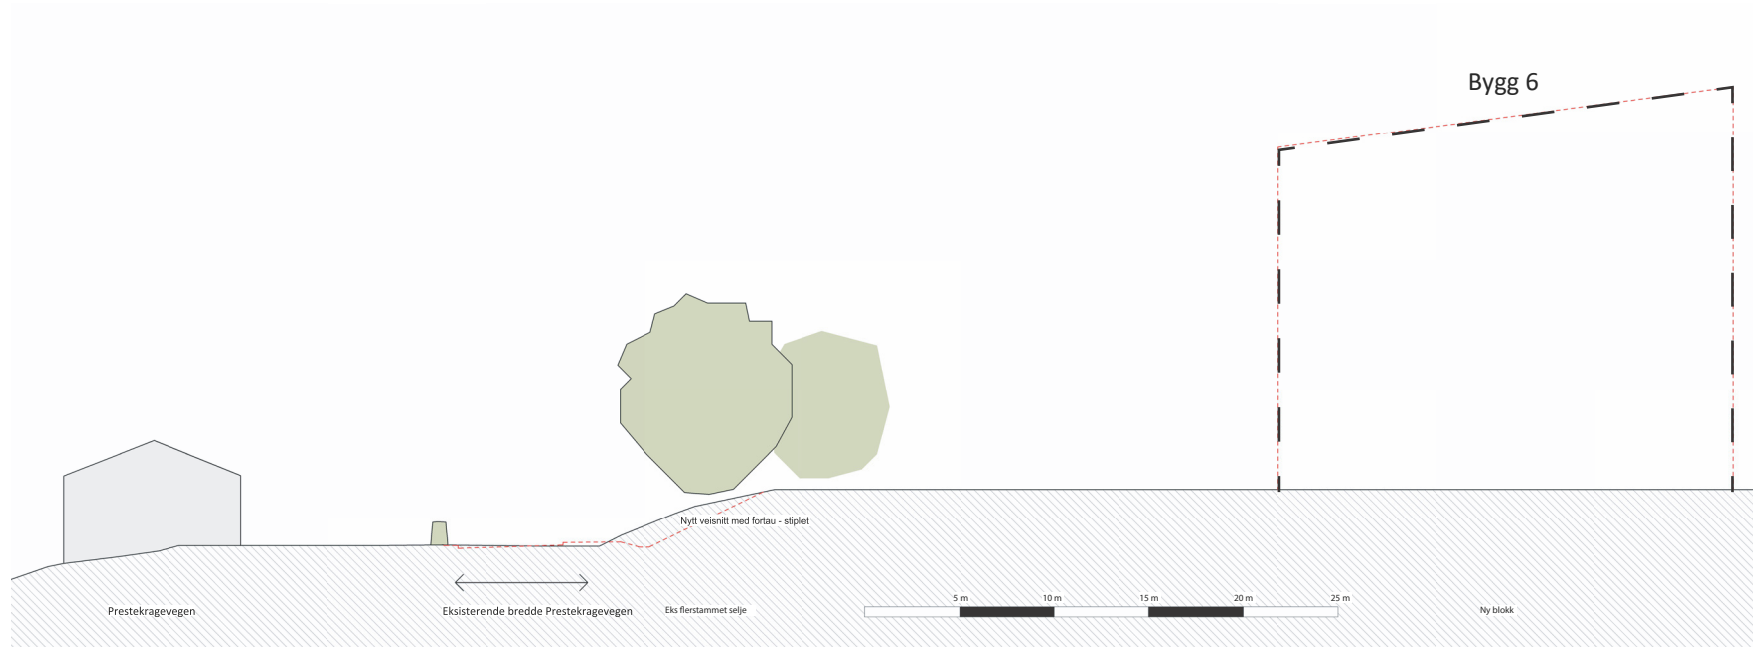 Bygg 6
Nytt veisnitt med fortau - stiplet
5 m
10 m
15 m
20 m
25 m
Prestekragevegen
Eksisterende bredde Prestekragevegen
Eks flerstammet selje
Ny blokk